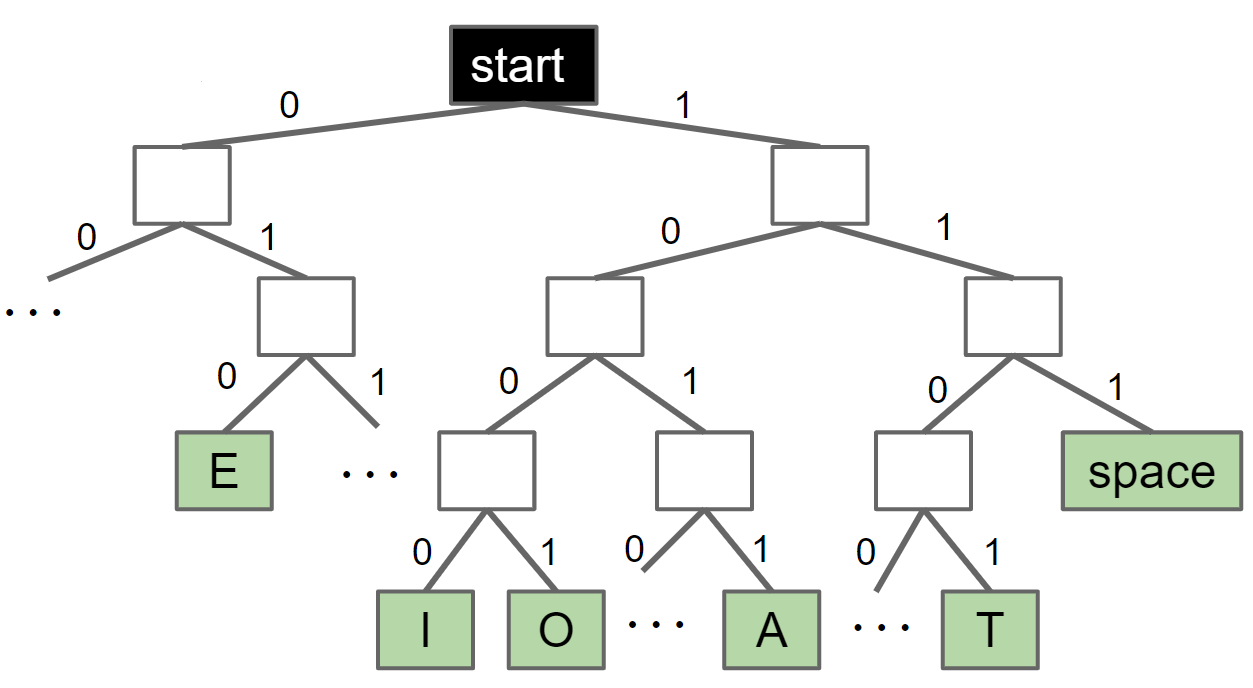 start
0 1
0 1 0 1
...
0 1 0 1 0 1
E ... space
0 1 0 1 0 1
I O ... A ... T